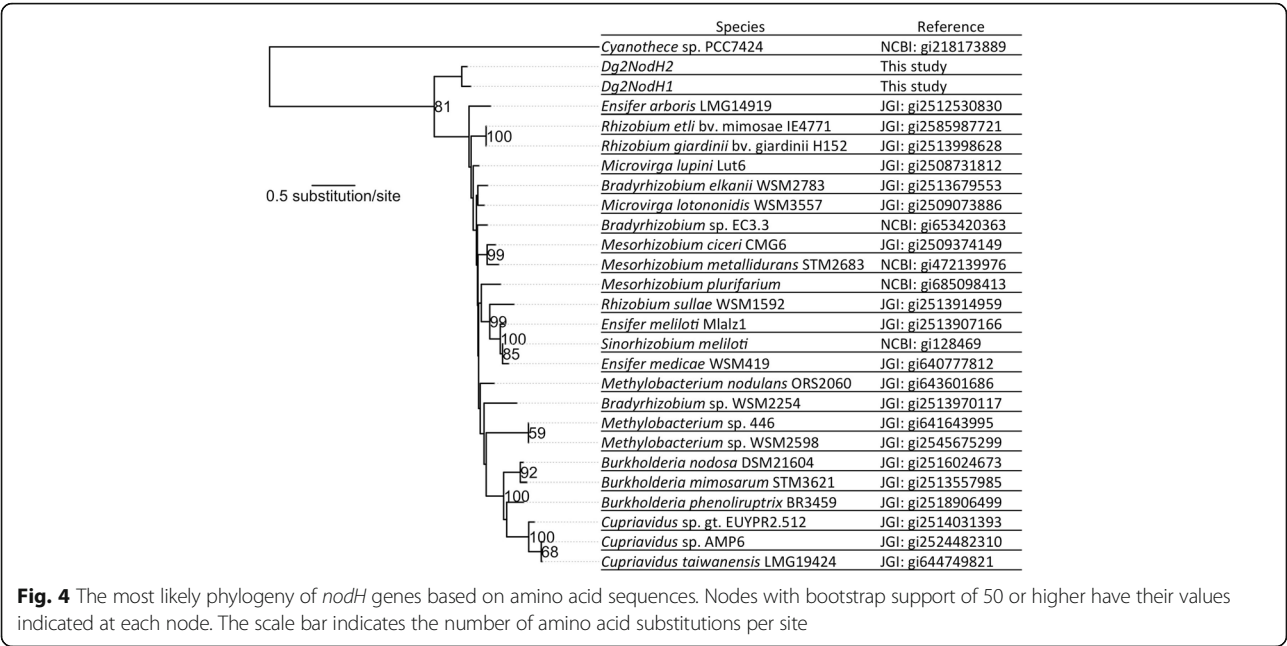 Species Reference
Cyanothece sp. PCC7424 NCBI: gi218173889
Dg2NodH2 This study
Dg2NodH1 This study
81
Ensifer arboris LMG14919 JGI: gi2512530830
Rhizobium etli bv. mimosae IE4771 JGI: gi2585987721
100
Rhizobium giardinii bv. giardinii H152 JGI: gi2513998628
Microvirga lupini Lut6 JGI: gi2508731812
Bradyrhizobium elkanii WSM2783 JGI: gi2513679553
0.5 substitution/site
Microvirga lotononidis WSM3557 JGI: gi2509073886
Bradyrhizobium sp. EC3.3 NCBI: gi653420363
Mesorhizobium ciceri CMG6 JGI: gi2509374149
99
Mesorhizobium metallidurans STM2683 NCBI: gi472139976
Mesorhizobium plurifarium NCBI: gi685098413
Rhizobium sullae WSM1592 JGI: gi2513914959
99
Ensifer meliloti Mlalz1 JGI: gi2513907166
100
Sinorhizobium meliloti NCBI: gi128469
85
Ensifer medicae WSM419 JGI: gi640777812
Methylobacterium nodulans ORS2060 JGI: gi643601686
Bradyrhizobium sp. WSM2254 JGI: gi2513970117
Methylobacterium sp. 446 JGI: gi641643995
59
Methylobacterium sp. WSM2598 JGI: gi2545675299
Burkholderia nodosa DSM21604 JGI: gi2516024673
92
Burkholderia mimosarum STM3621 JGI: gi2513557985
100
Burkholderia phenoliruptrix BR3459 JGI: gi2518906499
Cupriavidus sp. gt. EUYPR2.512 JGI: gi2514031393
100
Cupriavidus sp. AMP6 JGI: gi2524482310
68
Cupriavidus taiwanensis LMG19424 JGI: gi644749821
Fig. 4 The most likely phylogeny of nodH genes based on amino acid sequences. Nodes with bootstrap support of 50 or higher have their values
indicated at each node. The scale bar indicates the number of amino acid substitutions per site